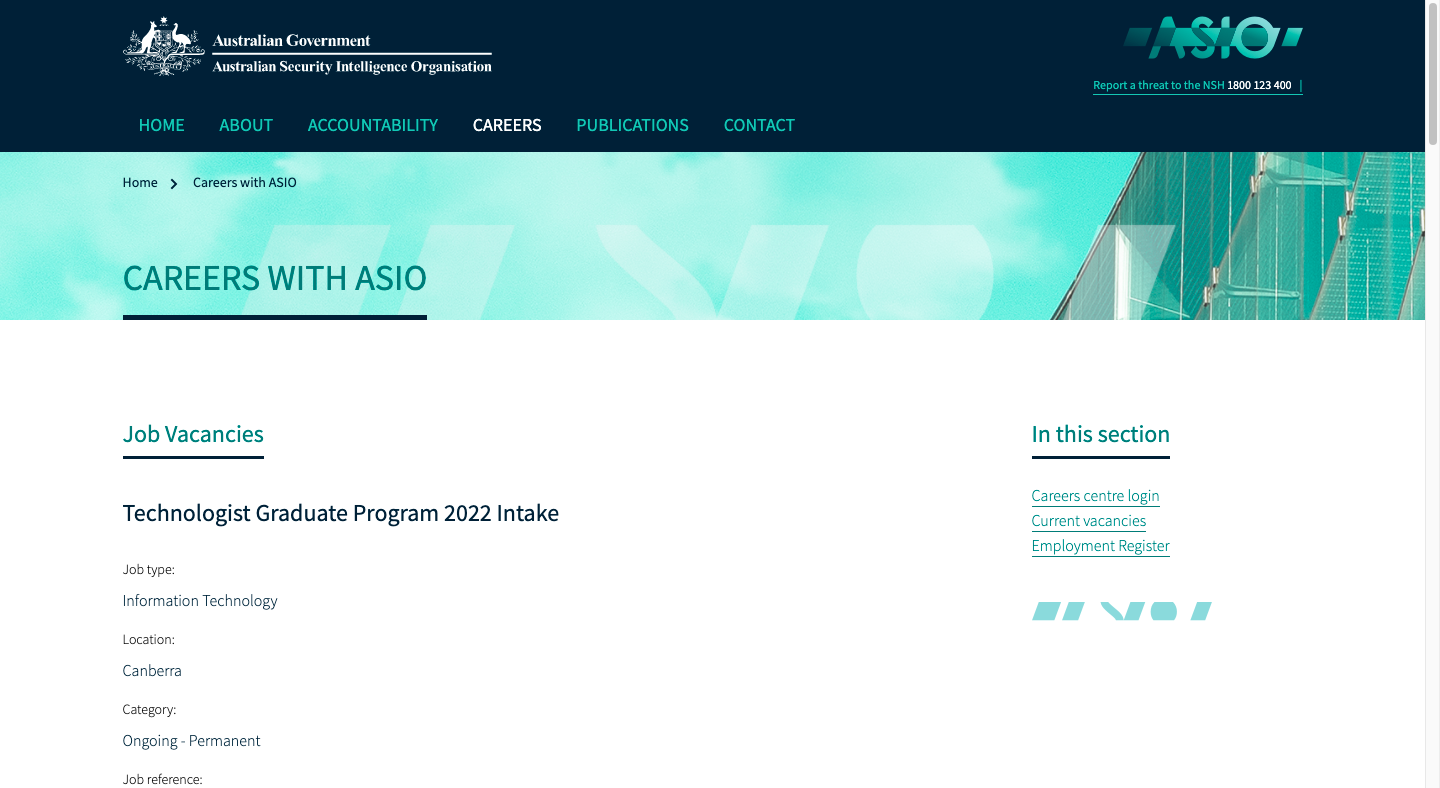 Australian Government
Australian Security Intelligence Organisation
ASIO
Report a threat to the NSH 1800 123 400 |
HOME ABOUT ACCOUNTABILITY CAREERS PUBLICATIONS CONTACT
Home Careers with ASIO
CAREERS WITH ASIO
Job Vacancies
Technologist Graduate Program 2022 Intake
Job type:
Information Technology
Location:
Canberra
Category:
Ongoing - Permanent
Job reference:
In this section
Careers centre login
Current vacancies
Employment Register